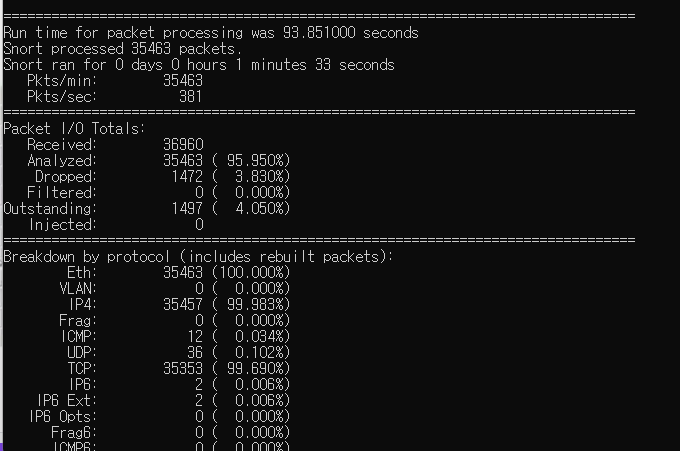 ===============================================================================
Run time for packet processing was 93.851000 seconds
Snort processed 35463 packets.
Snort ran for 0 days 0 hours 1 minutes 33 seconds
   Pkts/min:        35463
   Pkts/sec:          381
===============================================================================
Packet I/O Totals:
   Received:        36960
   Analyzed:        35463 ( 95.950%)
    Dropped:         1472 (  3.830%)
   Filtered:            0 (  0.000%)
Outstanding:         1497 (  4.050%)
   Injected:            0
===============================================================================
Breakdown by protocol (includes rebuilt packets):
        Eth:        35463 (100.000%)
       VLAN:            0 (  0.000%)
        IP4:        35457 ( 99.983%)
       Frag:            0 (  0.000%)
       ICMP:           12 (  0.034%)
        UDP:           36 (  0.102%)
        TCP:        35353 ( 99.690%)
        IP6:            2 (  0.006%)
    IP6 Ext:            2 (  0.006%)
   IP6 Opts:            0 (  0.000%)
      Frag6:            0 (  0.000%)
      ICMP6:            0 (  0.000%)